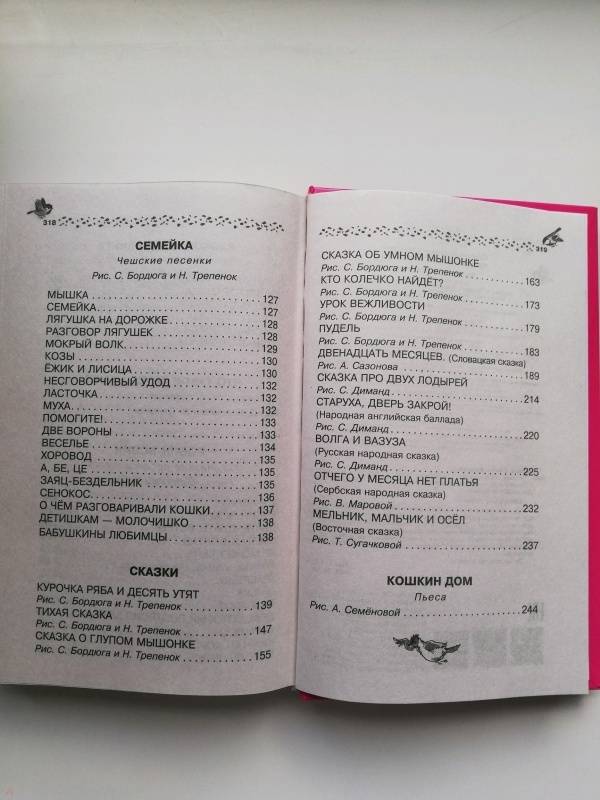 318
СЕМЕЙКА
Чешские песенки
Рис. С. Бордюга и Н. Трепенок
МЫШКА 127
СЕМЕЙКА 127
ЛЯГУШКА НА ДОРОЖКЕ 128
РАЗГОВОР ЛЯГУШЕК 128
МОКРЫЙ ВОЛК 129
КОЗЫ 130
ЁЖИК И ЛИСИЦА 130
НЕСГОВОРЧИВЫЙ УДОД 132
ЛАСТОЧКА 132
МУХА 132
ПОМОГИТЕ! 133
ДВЕ ВОРОНЫ 133
ВЕСЕЛЬЕ 134
ХОРОВОД 135
А, БЕ, ЦЕ 135
ЗАЯЦ-БЕЗДЕЛЬНИК 135
СЕНОКОС 136
О ЧЁМ РАЗГОВАРИВАЛИ КОШКИ 137
ДЕТИШКАМ — МОЛОЧИШКО 138
БАБУШКИНЫ ЛЮБИМЦЫ 138
СКАЗКИ
КУРОЧКА РЯБА И ДЕСЯТЬ УТЯТ
Рис. С. Бордюга и Н. Трепенок 139
ТИХАЯ СКАЗКА
Рис. С. Бордюга и Н. Трепенок 147
СКАЗКА О ГЛУПОМ МЫШОНКЕ
Рис. С. Бордюга и Н. Трепенок 155
319
СКАЗКА ОБ УМНОМ МЫШОНКЕ
Рис. С. Бордюга и Н. Трепенок 163
КТО КОЛЕЧКО НАЙДЁТ?
Рис. С. Бордюга и Н. Трепенок 173
УРОК ВЕЖЛИВОСТИ
Рис. С. Бордюга и Н. Трепенок 179
ПУДЕЛЬ
Рис. С. Бордюга и Н. Трепенок 183
ДВЕНАДЦАТЬ МЕСЯЦЕВ. (Словацкая сказка)
Рис. А. Сазонова 189
СКАЗКА ПРО ДВУХ ЛОДЫРЕЙ
Рис. С. Диманд 214
СТАРУХА, ДВЕРЬ ЗАКРОЙ!
(Народная английская баллада)
Рис. С. Диманд 220
ВОЛГА И ВАЗУЗА
(Русская народная сказка)
Рис. С. Диманд 225
ОТЧЕГО У МЕСЯЦА НЕТ ПЛАТЬЯ
(Сербская народная сказка)
Рис. В. Маровой 232
МЕЛЬНИК, МАЛЬЧИК И ОСЁЛ
(Восточная сказка)
Рис. Т. Сугачковой 237
КОШКИН ДОМ
Пьеса
Рис. А. Семёновой 244